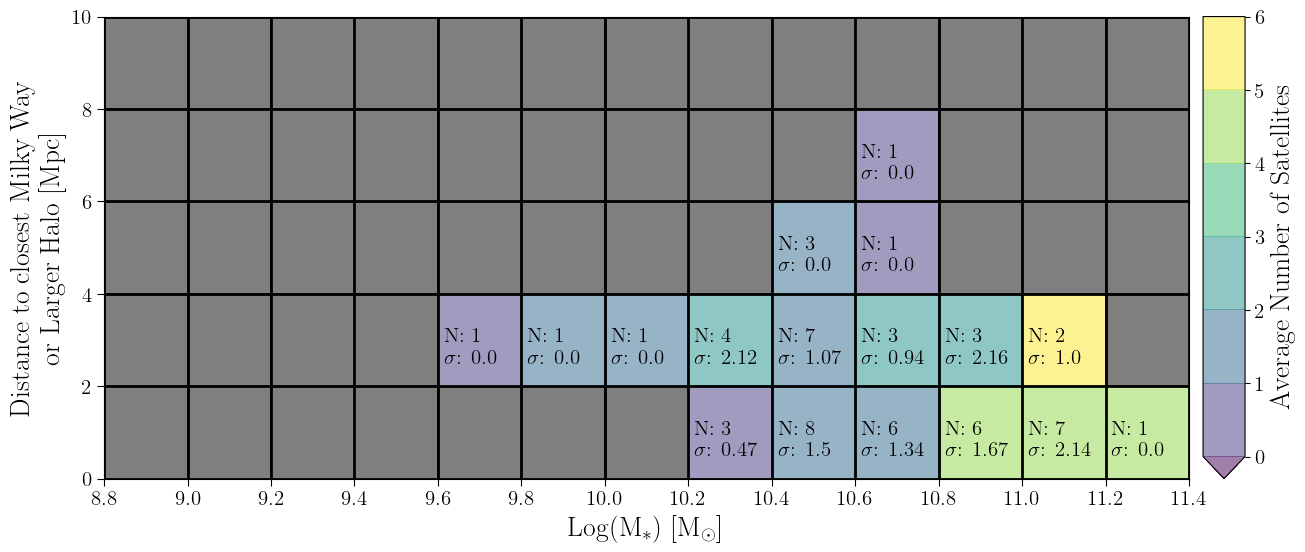 Distance to closest Milky Way
or Larger Halo [Mpc]
10
8
6
4
2
0
N: 1
σ: 0.0
N: 3
σ: 0.0
N: 1
σ: 0.0
N: 1
σ: 0.0
N: 1
σ: 0.0
N: 1
σ: 0.0
N: 4
σ: 2.12
N: 7
σ: 1.07
N: 3
σ: 0.94
N: 3
σ: 2.16
N: 2
σ: 1.0
N: 3
σ: 0.47
N: 8
σ: 1.5
N: 6
σ: 1.34
N: 6
σ: 1.67
N: 7
σ: 2.14
N: 1
σ: 0.0
8.8 9.0 9.2 9.4 9.6 9.8 10.0 10.2 10.4 10.6 10.8 11.0 11.2 11.4
Log(M∗) [M⊙]
6
5
4
3
2
1
0
Average Number of Satellites